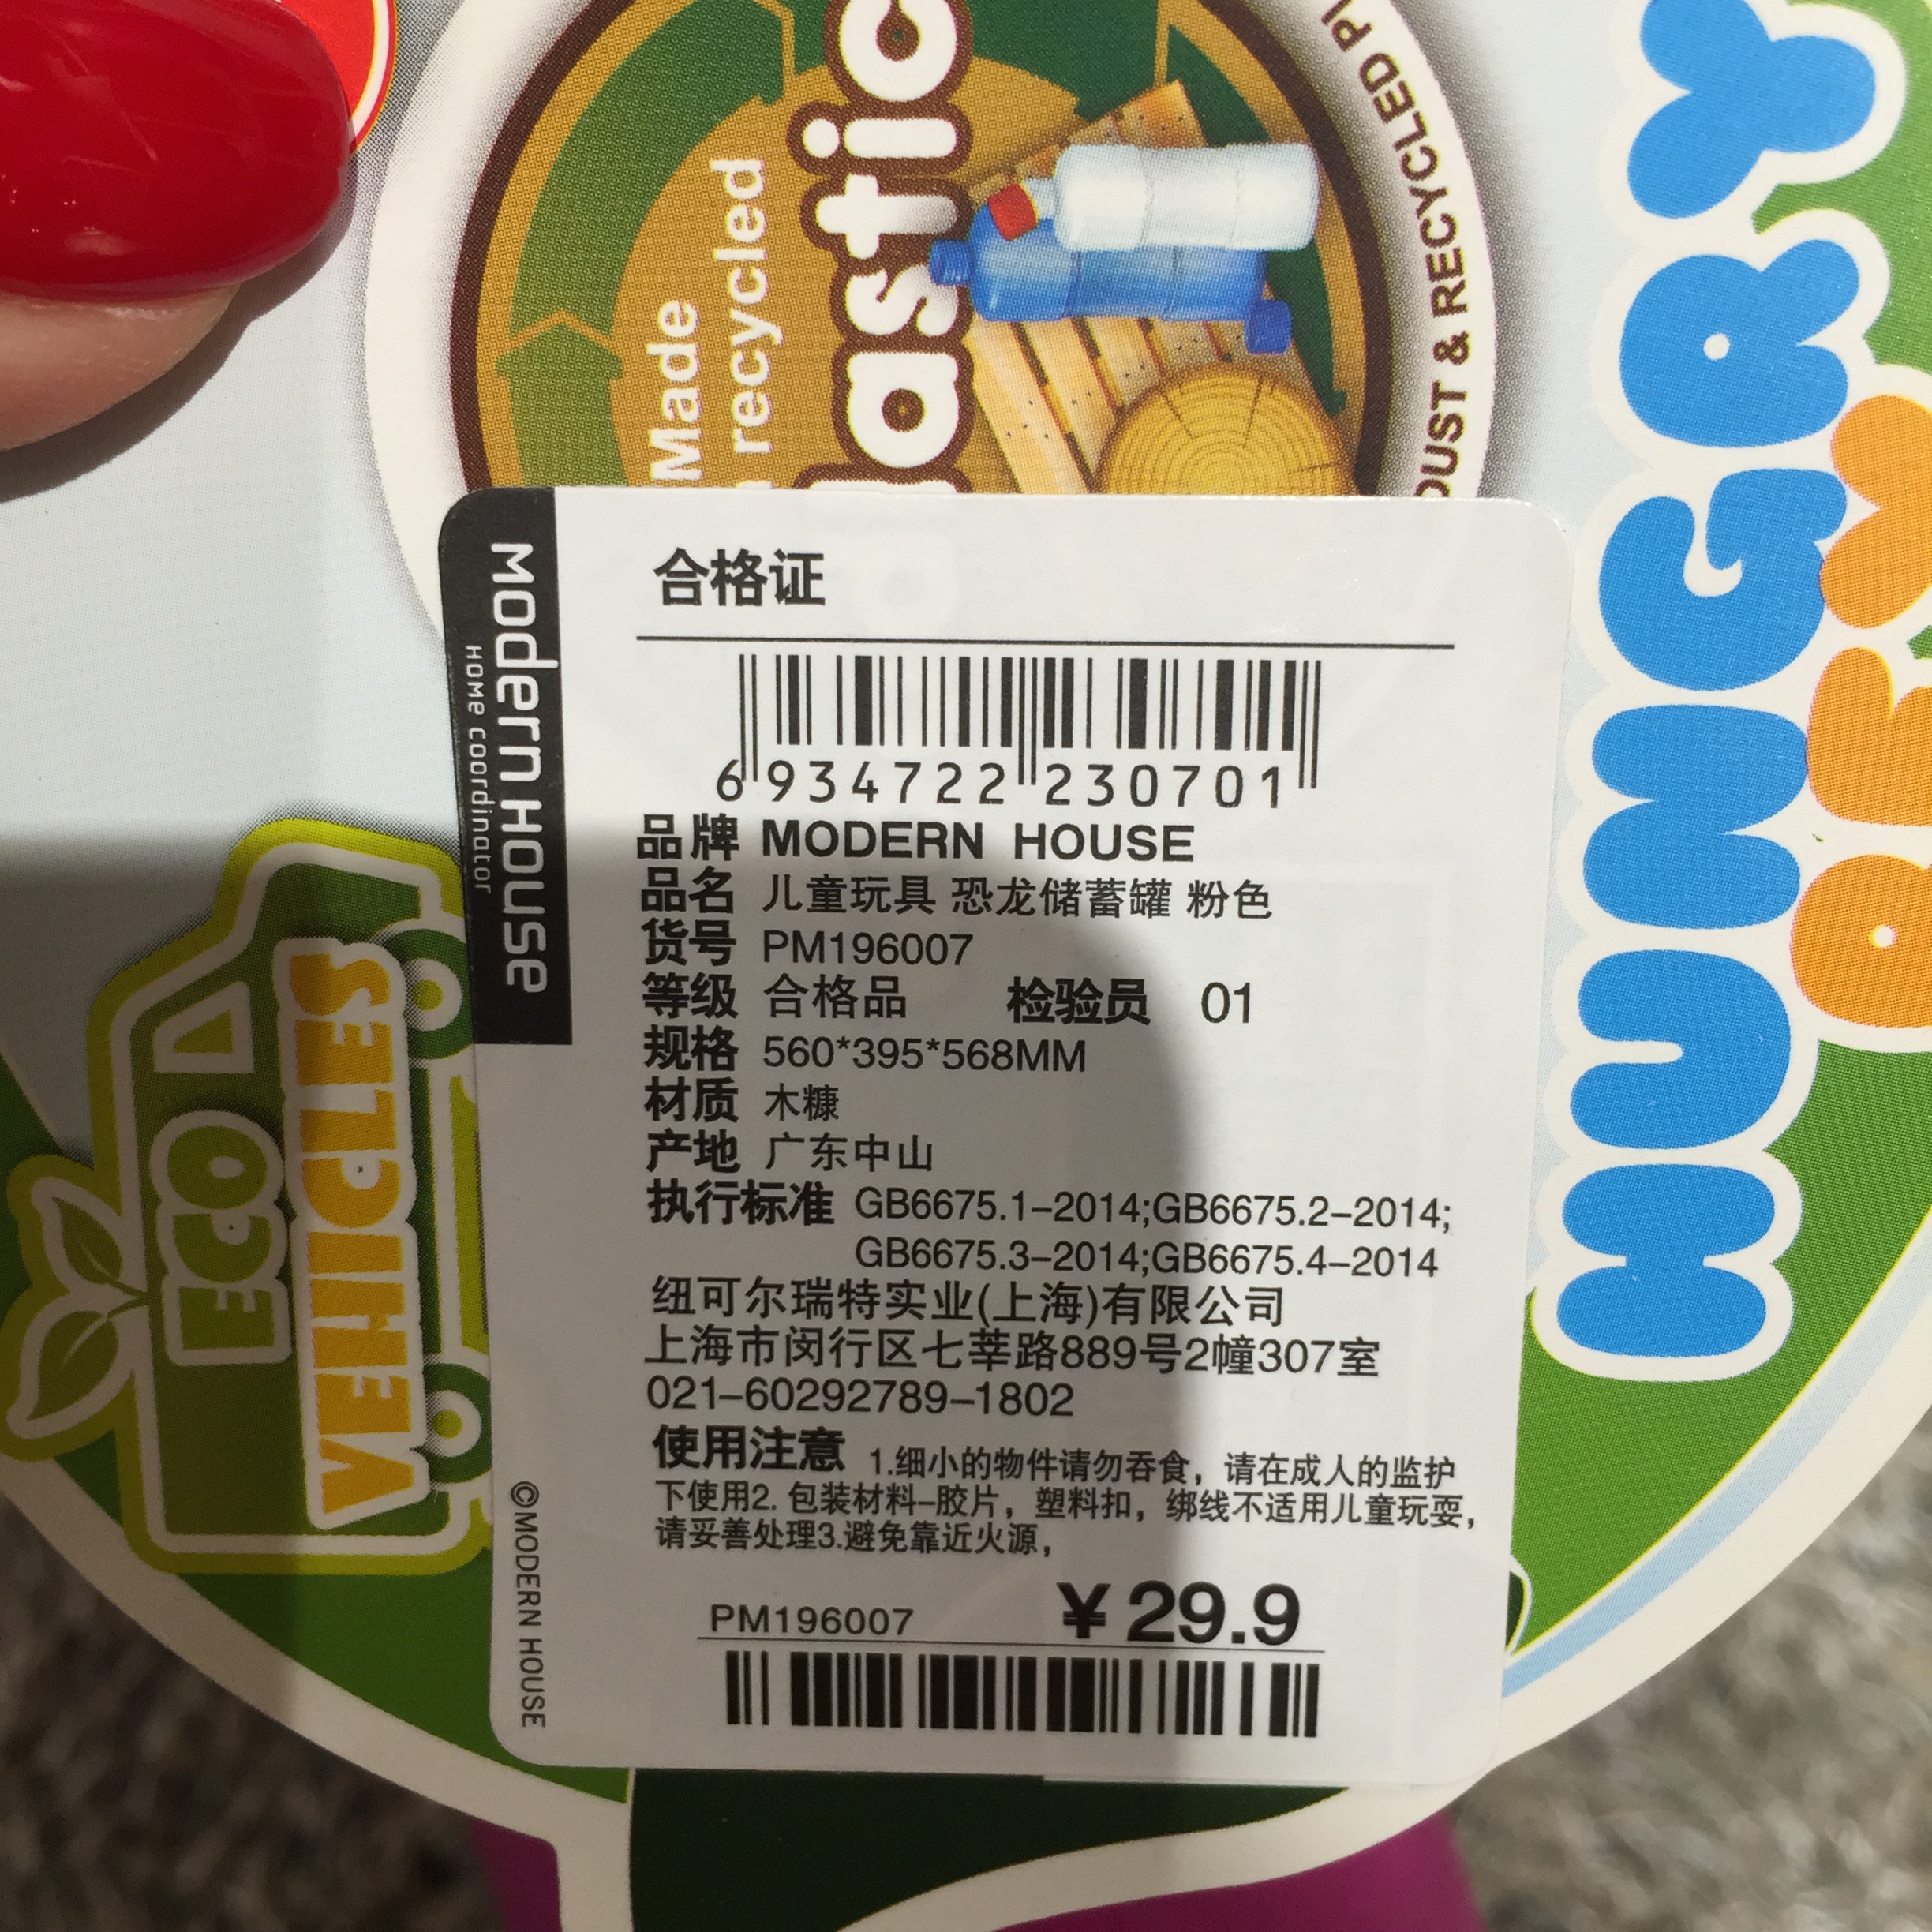 Made
recycled
astic
DUST & RECYCLED
HUNGRY
ECO
VEHICLES
MODERN HOUSE
HOME COORDINATOR
合格证
6 934722 230701
品牌 MODERN HOUSE
品名 儿童玩具 恐龙储蓄罐 粉色
货号 PM196007
等级 合格品 检验员 01
规格 560*395*568MM
材质 木糠
产地 广东中山
执行标准 GB6675.1-2014;GB6675.2-2014;
GB6675.3-2014;GB6675.4-2014
纽可尔瑞特实业(上海)有限公司
上海市闵行区七莘路889号2幢307室
021-60292789-1802
使用注意 1.细小的物件请勿吞食，请在成人的监护
下使用2. 包装材料-胶片，塑料扣，绑线不适用儿童玩耍，
请妥善处理3.避免靠近火源，
PM196007 ￥29.9
©MODERN HOUSE